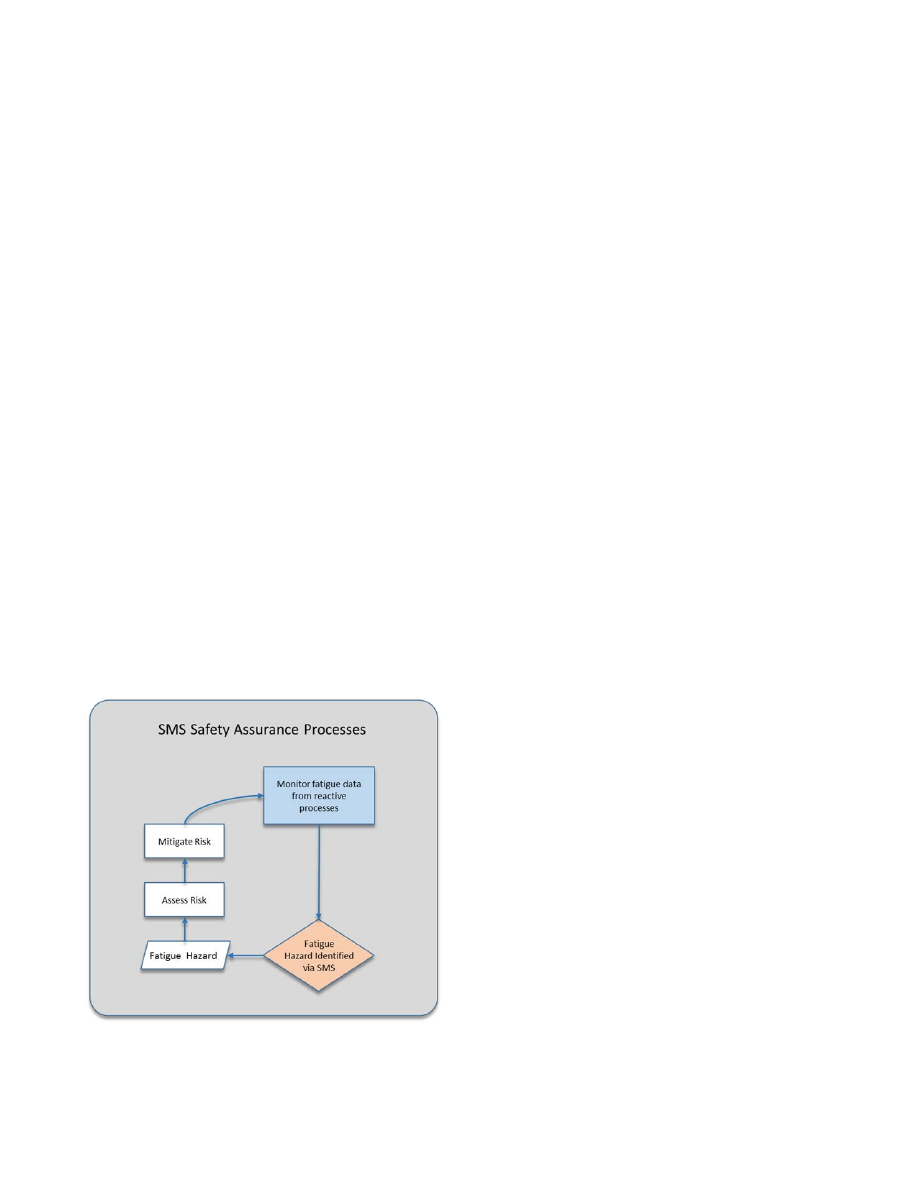 SMS Safety Assurance Processes
Monitor fatigue data
from reactive
processes
Mitigate Risk
Assess Risk
Fatigue Hazard
Fatigue
Hazard Identified
via SMS